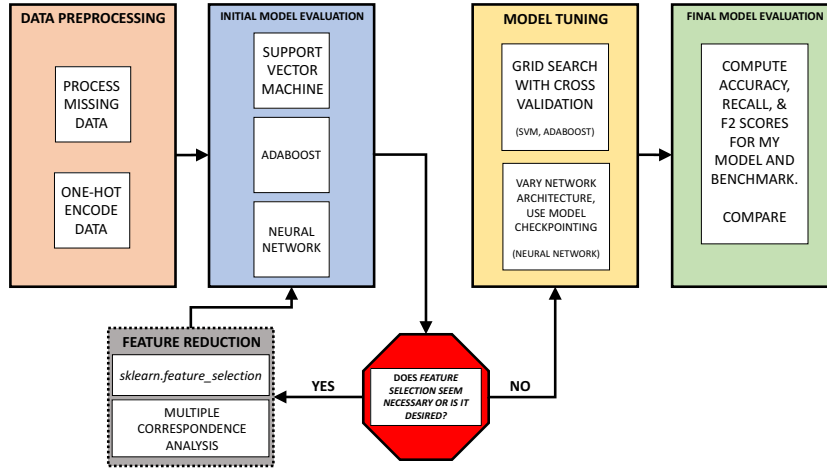 DATA PREPROCESSING
PROCESS
MISSING
DATA
ONE-HOT
ENCODE
DATA
INITIAL MODEL EVALUATION
SUPPORT
VECTOR
MACHINE
ADABOOST
NEURAL
NETWORK
FEATURE REDUCTION
sklearn.feature_selection
MULTIPLE
CORRESPONDENCE
ANALYSIS
YES
DOES FEATURE
SELECTION SEEM
NECESSARY OR IS IT
DESIRED?
NO
MODEL TUNING
GRID SEARCH
WITH CROSS
VALIDATION
(SVM, ADABOOST)
VARY NETWORK
ARCHITECTURE,
USE MODEL
CHECKPOINTING
(NEURAL NETWORK)
FINAL MODEL EVALUATION
COMPUTE
ACCURACY,
RECALL, &
F2 SCORES
FOR MY
MODEL AND
BENCHMARK.
COMPARE